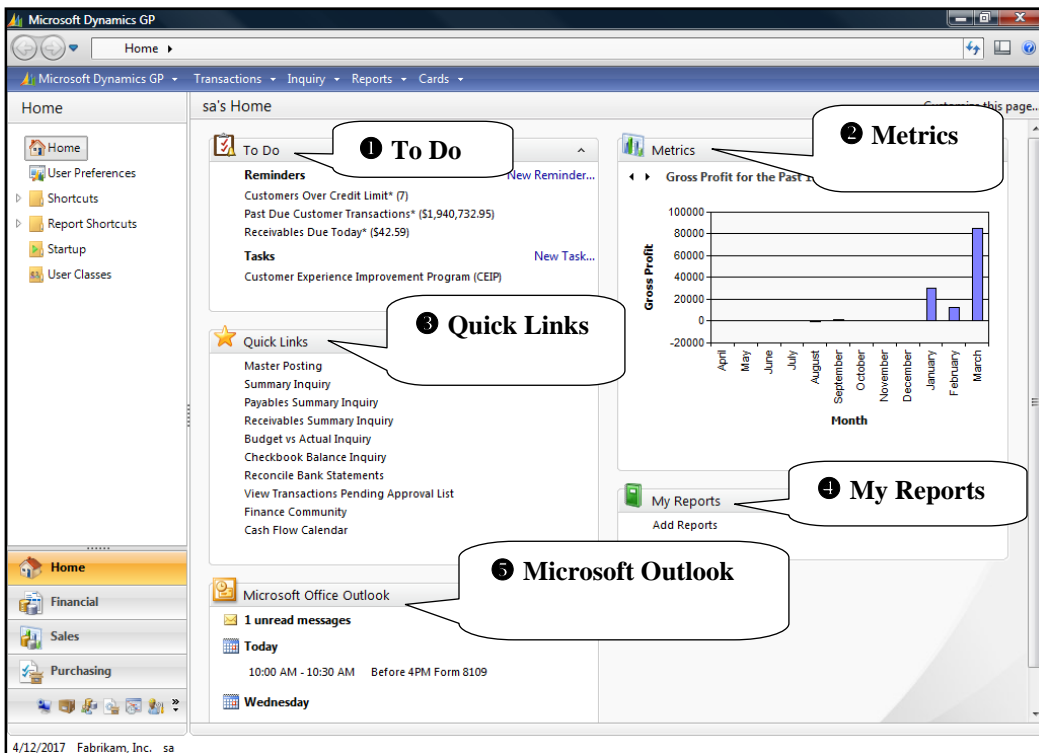 Microsoft Dynamics GP
Home
Microsoft Dynamics GP Transactions Inquiry Reports Cards
Home
sa's Home
this page...
Home
User Preferences
Shortcuts
Report Shortcuts
Startup
User Classes
To Do
❶ To Do
Reminders
New Reminder...
Customers Over Credit Limit* (7)
Past Due Customer Transactions* ($1,940,732.95)
Receivables Due Today* ($42.59)
Tasks
New Task...
Customer Experience Improvement Program (CEIP)
Metrics
❷ Metrics
Gross Profit for the Past
100000
80000
60000
40000
20000
0
-20000
Gross Profit
April
May
June
July
August
September
October
November
December
January
February
March
Month
Quick Links
❸ Quick Links
Master Posting
Summary Inquiry
Payables Summary Inquiry
Receivables Summary Inquiry
Budget vs Actual Inquiry
Checkbook Balance Inquiry
Reconcile Bank Statements
View Transactions Pending Approval List
Finance Community
Cash Flow Calendar
My Reports
❹ My Reports
Add Reports
Microsoft Office Outlook
❺ Microsoft Outlook
1 unread messages
Today
10:00 AM - 10:30 AM Before 4PM Form 8109
Wednesday
Home
Financial
Sales
Purchasing
4/12/2017 Fabrikam, Inc. sa